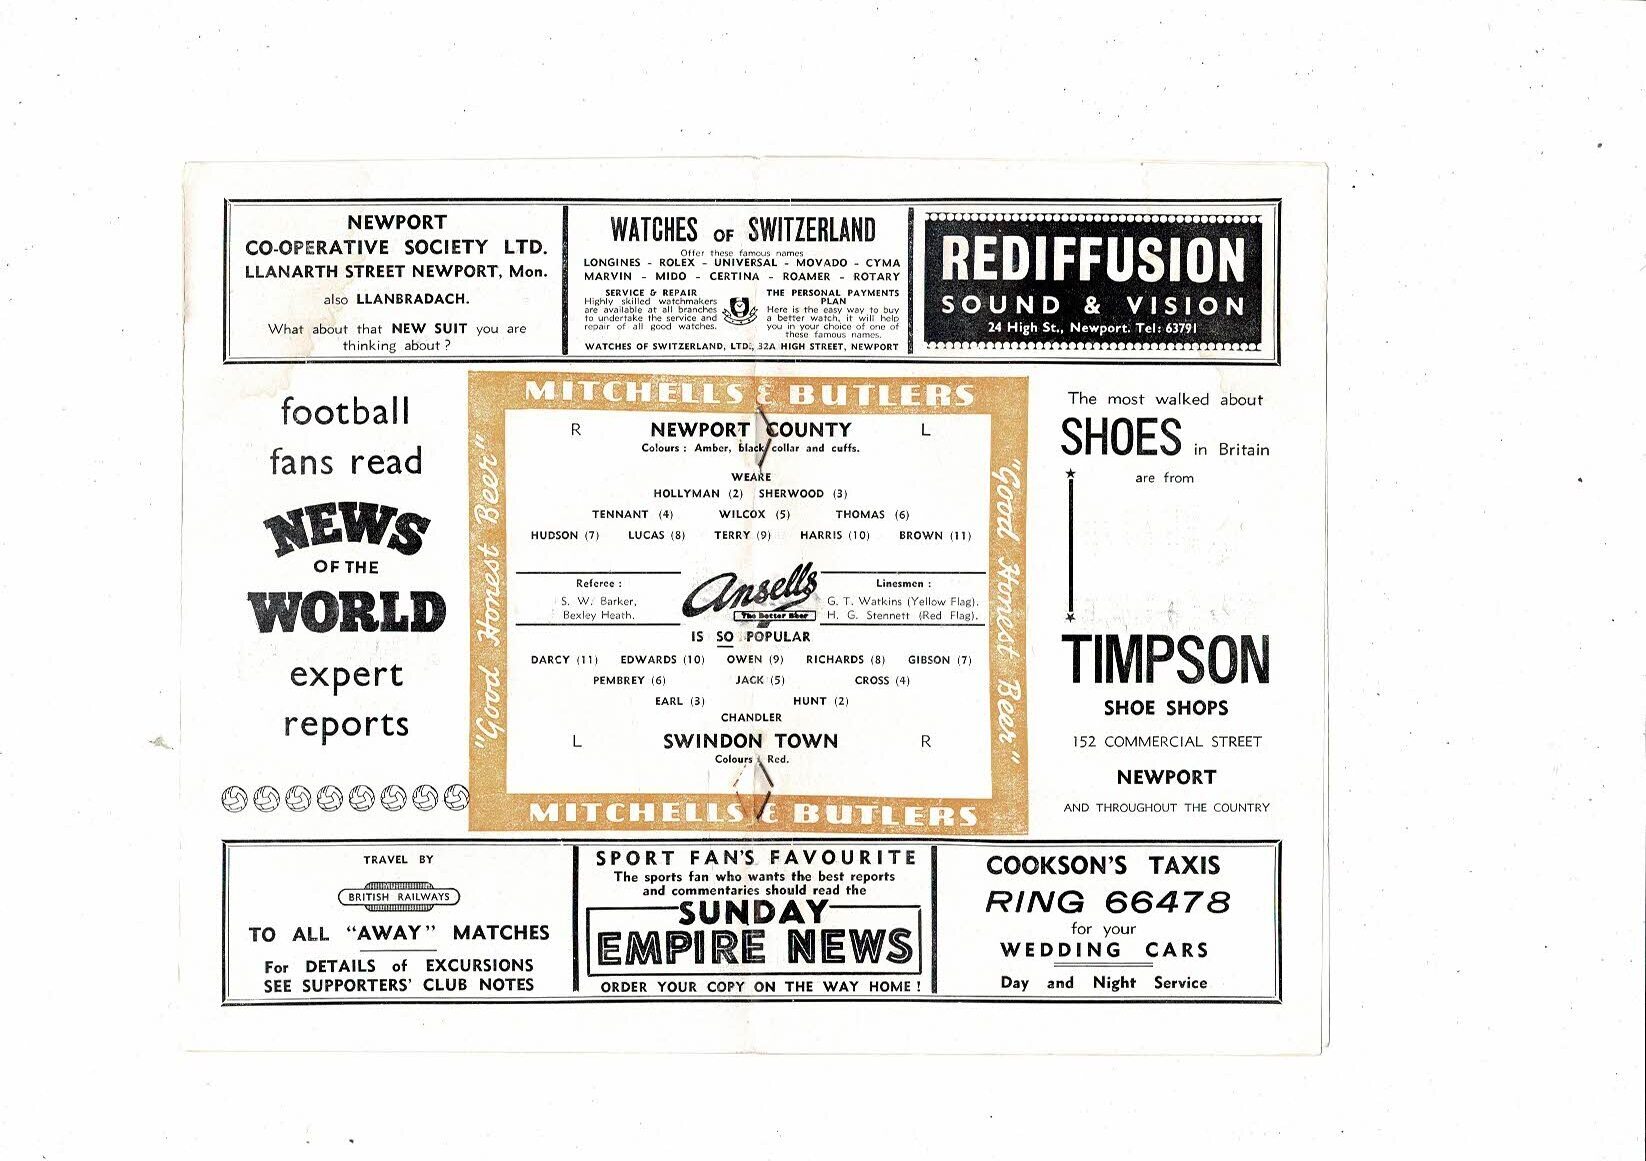 NEWPORT
CO-OPERATIVE SOCIETY LTD.
LLANARTH STREET NEWPORT, Mon.
also LLANBRADACH.
What about that NEW SUIT you are
thinking about ?
WATCHES OF SWITZERLAND
Offer these famous names
LONGINES - ROLEX - UNIVERSAL - MOVADO - CYMA
MARVIN - MIDO - CERTINA - ROAMER - ROTARY
SERVICE & REPAIR
Highly skilled watchmakers
are available at all branches
to undertake the service and
repair of all good watches.
THE PERSONAL PAYMENTS
PLAN
Here is the easy way to buy
a better watch, it will help
you in your choice of one of
these famous names.
WATCHES OF SWITZERLAND, LTD., 32A HIGH STREET, NEWPORT
REDIFFUSION
SOUND & VISION
24 High St., Newport. Tel: 63791
football
fans read
NEWS
OF THE
WORLD
expert
reports
MITCHELLS & BUTLERS
"Good Honest Beer"
R NEWPORT COUNTY L
Colours : Amber, black collar and cuffs.
WEARE
HOLLYMAN (2) SHERWOOD (3)
TENNANT (4) WILCOX (5) THOMAS (6)
HUDSON (7) LUCAS (8) TERRY (9) HARRIS (10) BROWN (11)
Referee :
S. W. Barker,
Bexley Heath.
Ansells
The Better Beer
Linesmen :
G. T. Watkins (Yellow Flag).
H. G. Stennett (Red Flag).
IS SO POPULAR
DARCY (11) EDWARDS (10) OWEN (9) RICHARDS (8) GIBSON (7)
PEMBREY (6) JACK (5) CROSS (4)
EARL (3) HUNT (2)
CHANDLER
L SWINDON TOWN R
Colours : Red.
"Good Honest Beer"
MITCHELLS & BUTLERS
The most walked about
SHOES in Britain
are from
TIMPSON
SHOE SHOPS
152 COMMERCIAL STREET
NEWPORT
AND THROUGHOUT THE COUNTRY
TRAVEL BY
BRITISH RAILWAYS
TO ALL "AWAY" MATCHES
For DETAILS of EXCURSIONS
SEE SUPPORTERS' CLUB NOTES
SPORT FAN'S FAVOURITE
The sports fan who wants the best reports
and commentaries should read the
SUNDAY
EMPIRE NEWS
ORDER YOUR COPY ON THE WAY HOME !
COOKSON'S TAXIS
RING 66478
for your
WEDDING CARS
Day and Night Service